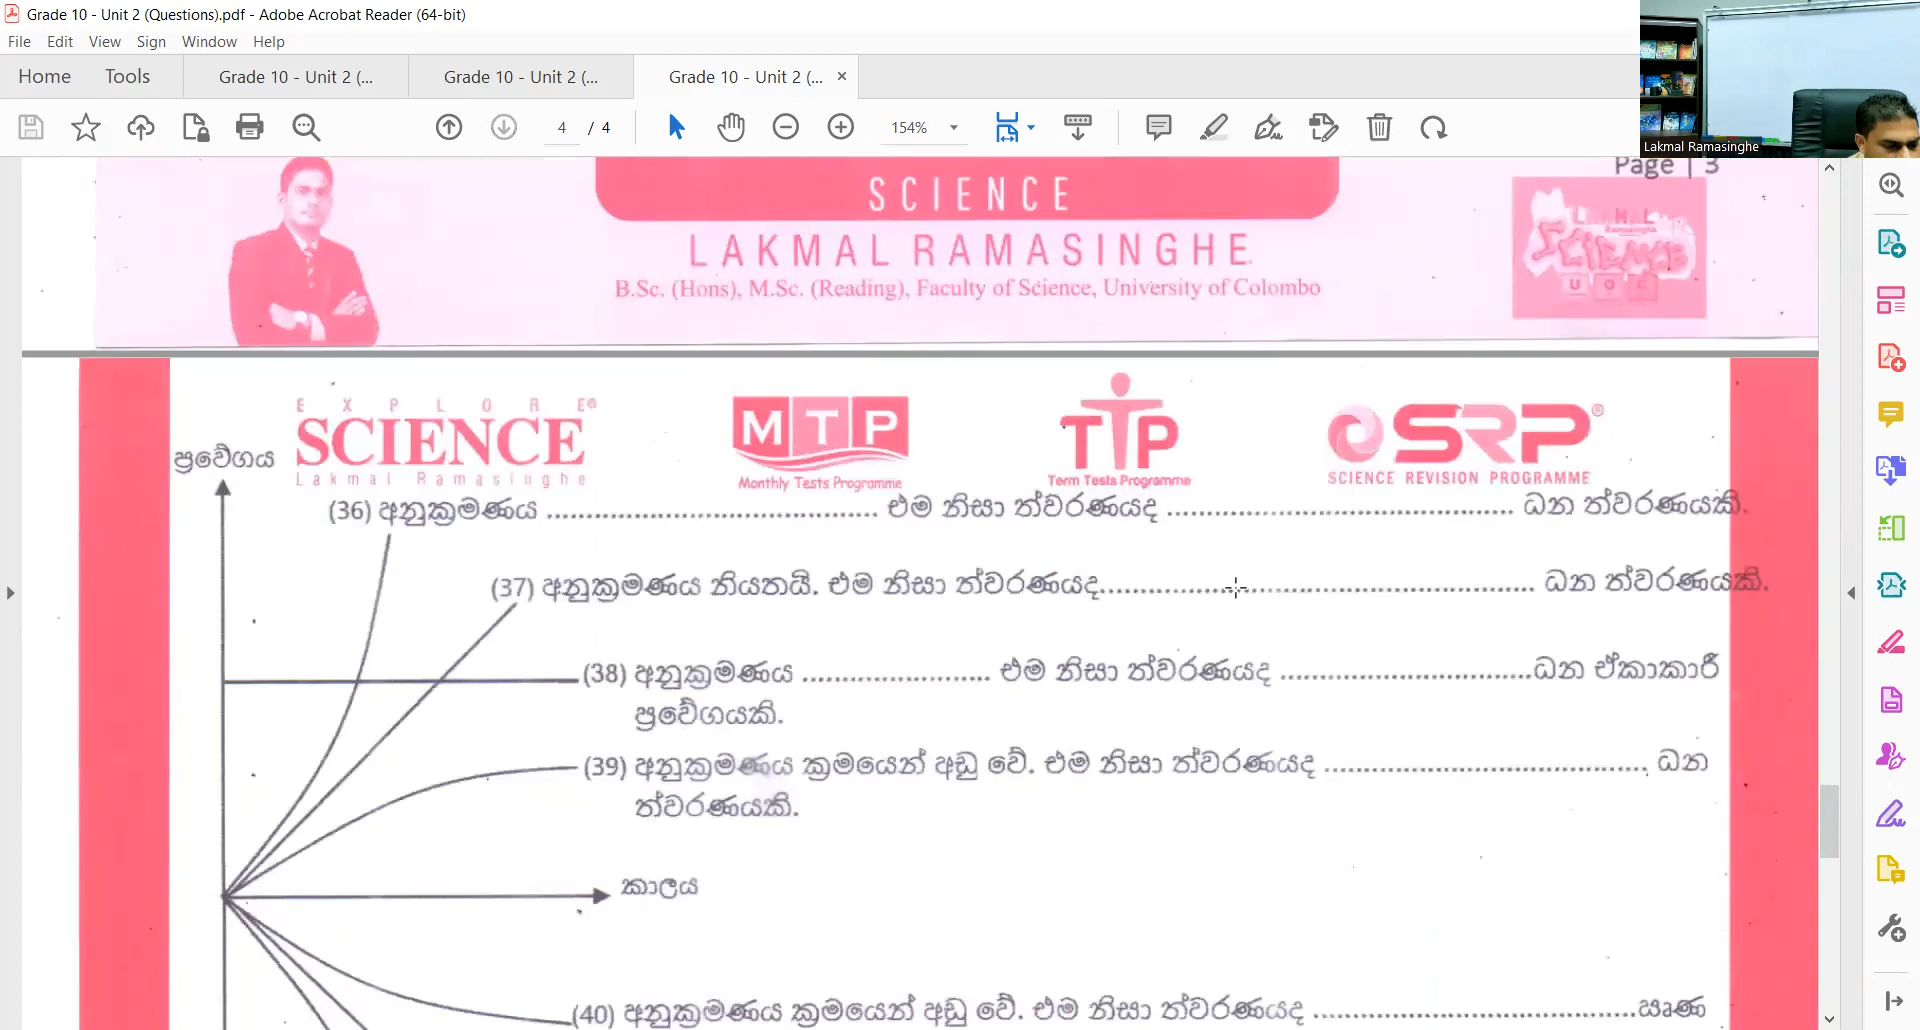 Grade 10 - Unit 2 (Questions).pdf - Adobe Acrobat Reader (64-bit)
File Edit View Sign Window Help
Home Tools Grade 10 - Unit 2 (... Grade 10 - Unit 2 (... Grade 10 - Unit 2 (... ×
4 / 4 154%
Lakmal Ramasinghe
Page | 3
SCIENCE
LAKMAL RAMASINGHE
B.Sc. (Hons), M.Sc. (Reading), Faculty of Science, University of Colombo
LAKMAL
Ramasinghe
SCIENCE
UOC
EXPLORE®
SCIENCE
Lakmal Ramasinghe
MTP
Monthly Tests Programme
TTP
Term Tests Programme
SRP®
SCIENCE REVISION PROGRAMME
ප්‍රවේගය
(36) අනුක්‍රමණය ........................................ එම නිසා ත්වරණයද .......................................... ධන ත්වරණයකි.
(37) අනුක්‍රමණය නියතයි. එම නිසා ත්වරණයද..................................................... ධන ත්වරණයකි.
(38) අනුක්‍රමණය ....................... එම නිසා ත්වරණයද ...............................ධන ඒකාකාරී
ප්‍රවේගයකි.
(39) අනුක්‍රමණය ක්‍රමයෙන් අඩු වේ. එම නිසා ත්වරණයද ........................................ ධන
ත්වරණයකි.
කාලය
(40) අනුක්‍රමණය ක්‍රමයෙන් අඩු වේ. එම නිසා ත්වරණයද ........................................ඍණ